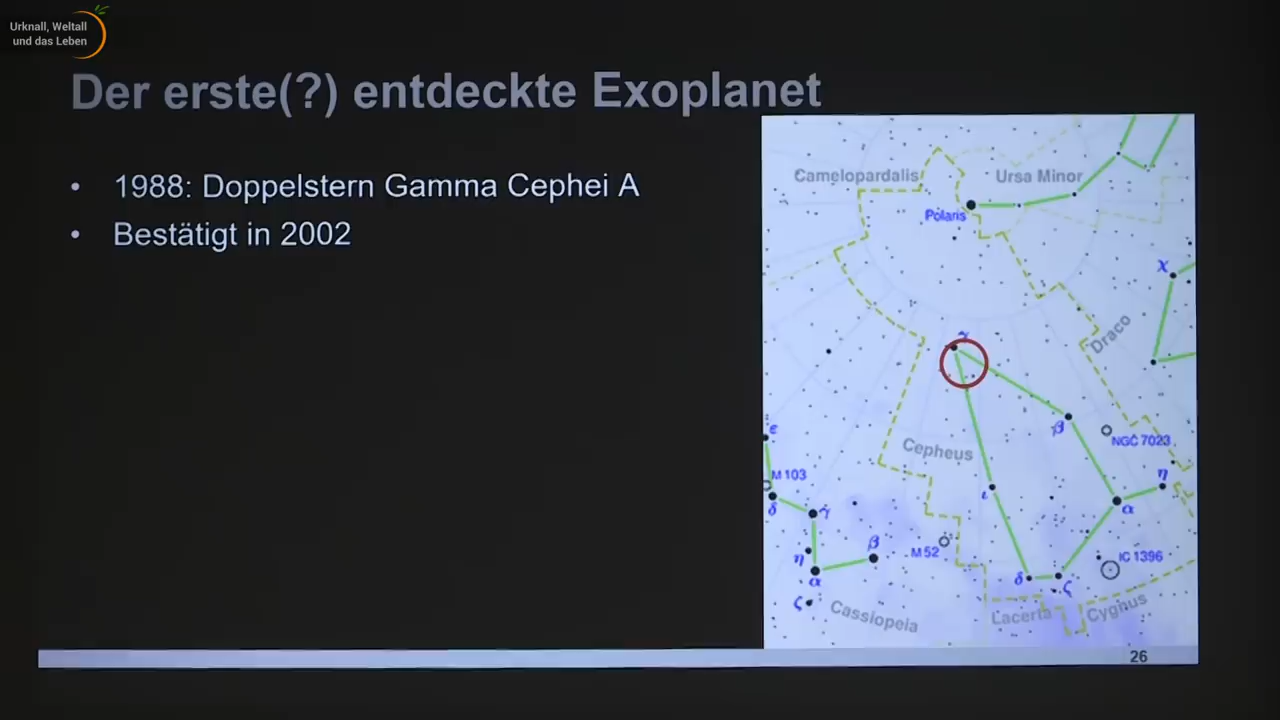 Urknall, Weltall
und das Leben
Der erste(?) entdeckte Exoplanet
• 1988: Doppelstern Gamma Cephei A
• Bestätigt in 2002
Camelopardalis
Ursa Minor
Polaris
χ
Draco
γ
ε
β
NGC 7023
Cepheus
M 103
η
δ
γ
ι
α
β
η
M 52
IC 1396
α
δ
ζ
ζ
Cassiopeia
Lacerta
Cygnus
26